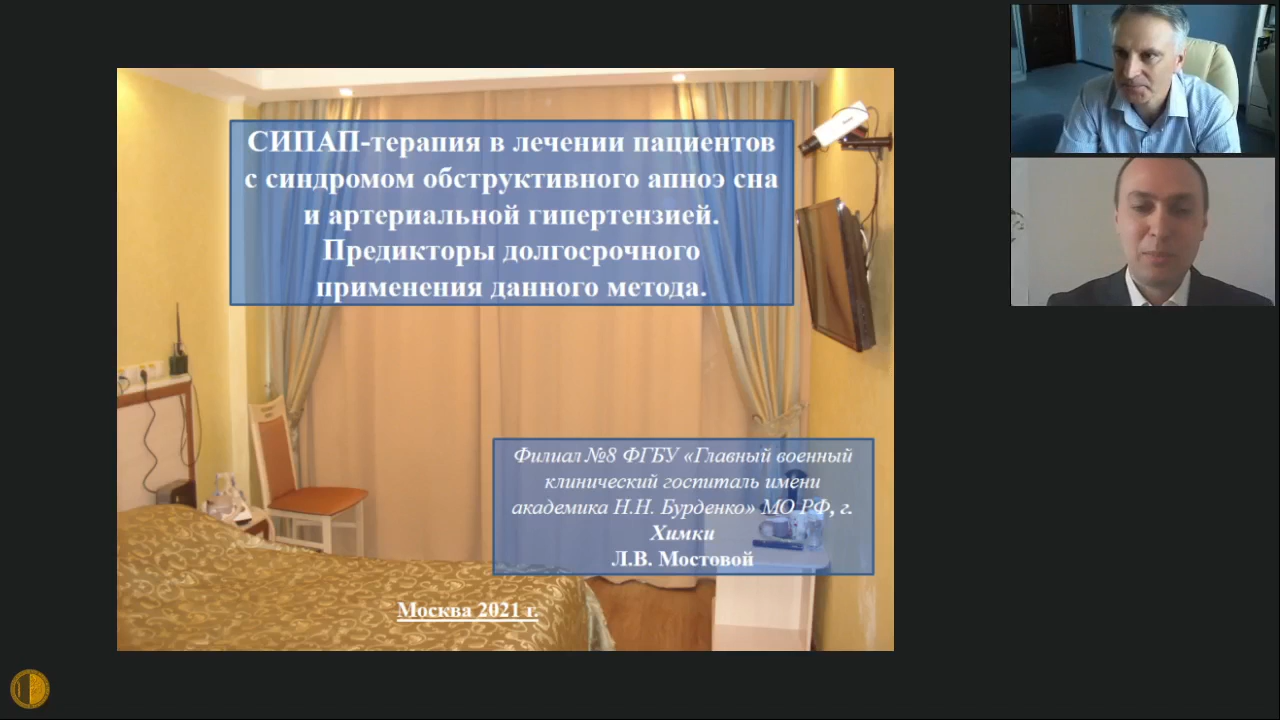 СИПАП-терапия в лечении пациентов
с синдромом обструктивного апноэ сна
и артериальной гипертензией.
Предикторы долгосрочного
применения данного метода.
Филиал №8 ФГБУ «Главный военный
клинический госпиталь имени
академика Н.Н. Бурденко» МО РФ, г.
Химки
Л.В. Мостовой
Москва 2021 г.